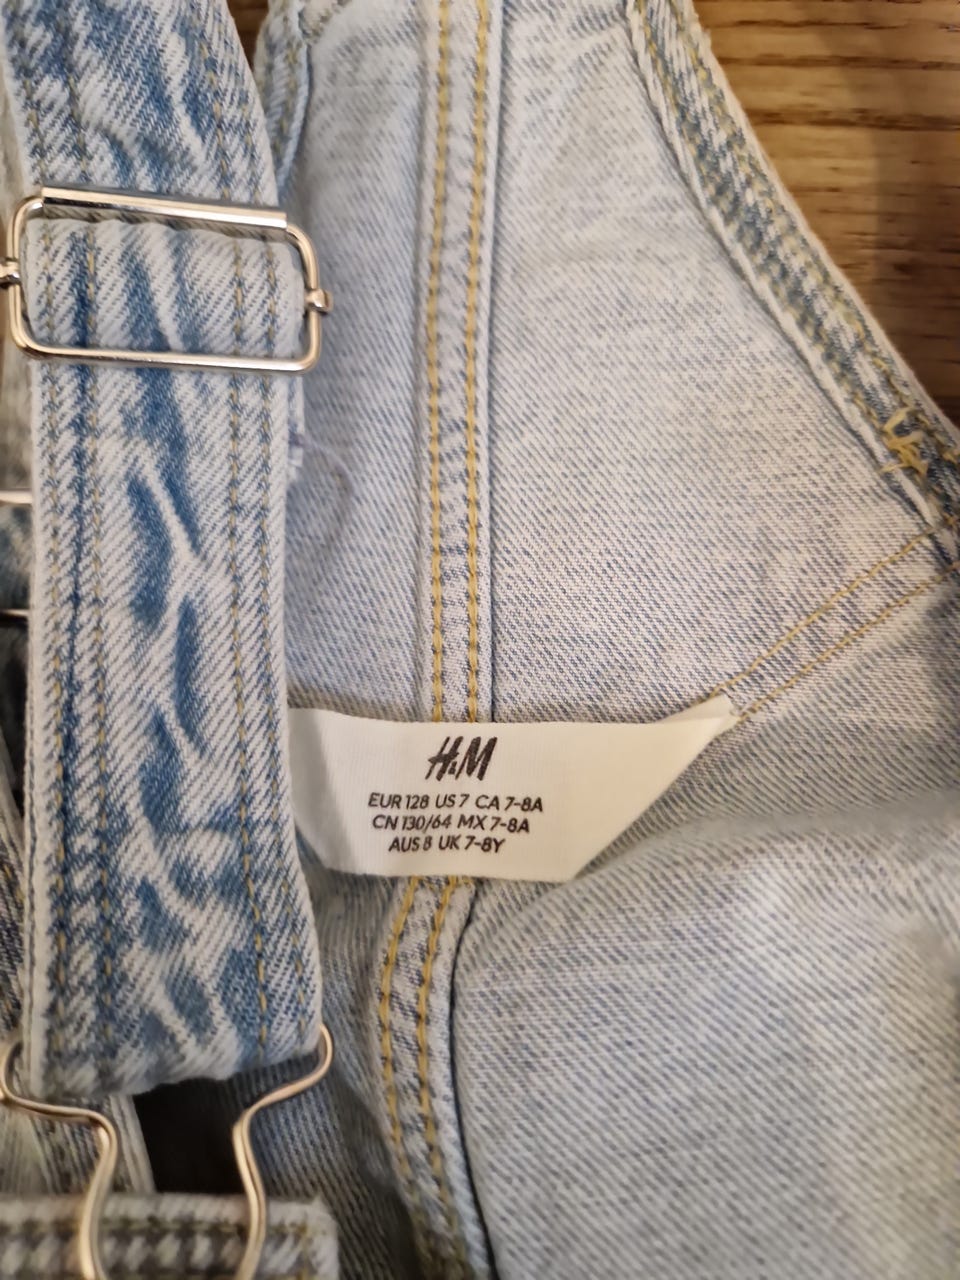 H&M
EUR 128 US 7 CA 7-8A
CN 130/64 MX 7-8A
AUS 8 UK 7-8Y